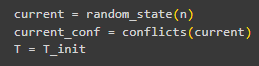 current = random_state(n)
current_conf = conflicts(current)
T = T_init